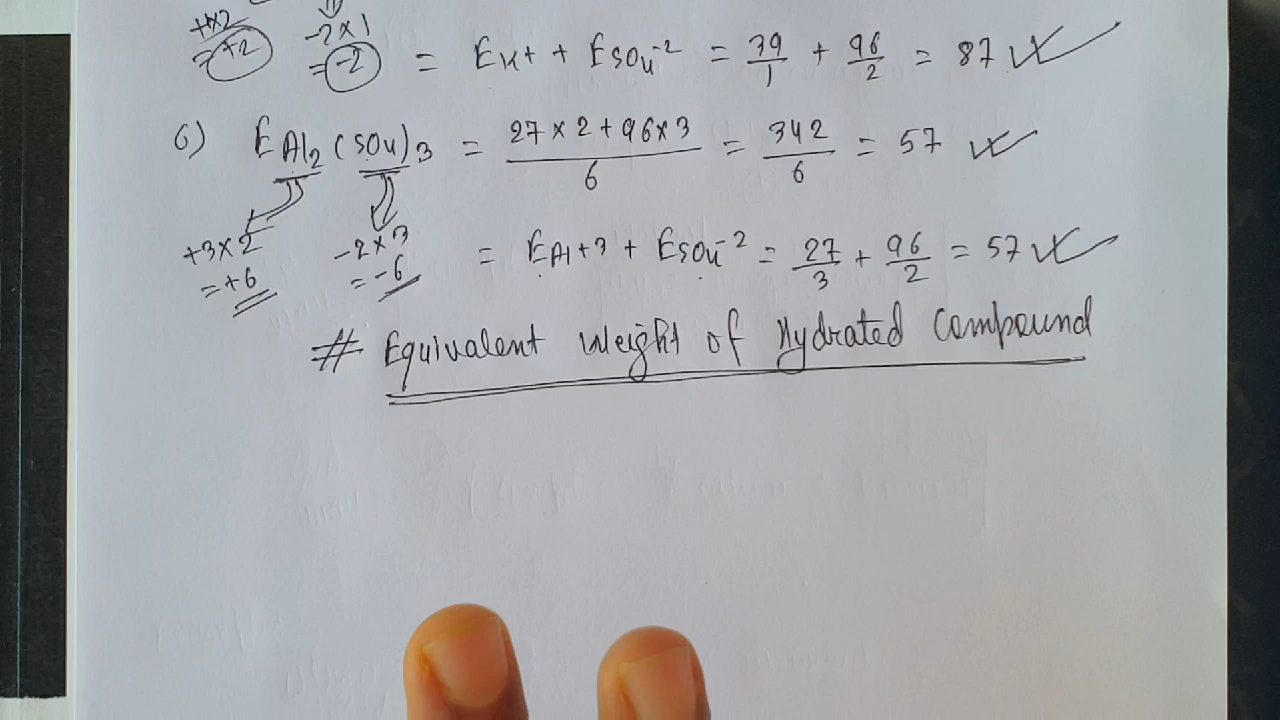 +1×2 -2×1
= +2 = -2 = EK+ + ESO4-2 = 39/1 + 96/2 = 87
6) EAl2(SO4)3 = 27×2+96×3/6 = 342/6 = 57
+3×2 -2×3 = EAl+3 + ESO4-2 = 27/3 + 96/2 = 57
=+6 =-6
# Equivalent Weight of Hydrated Compound